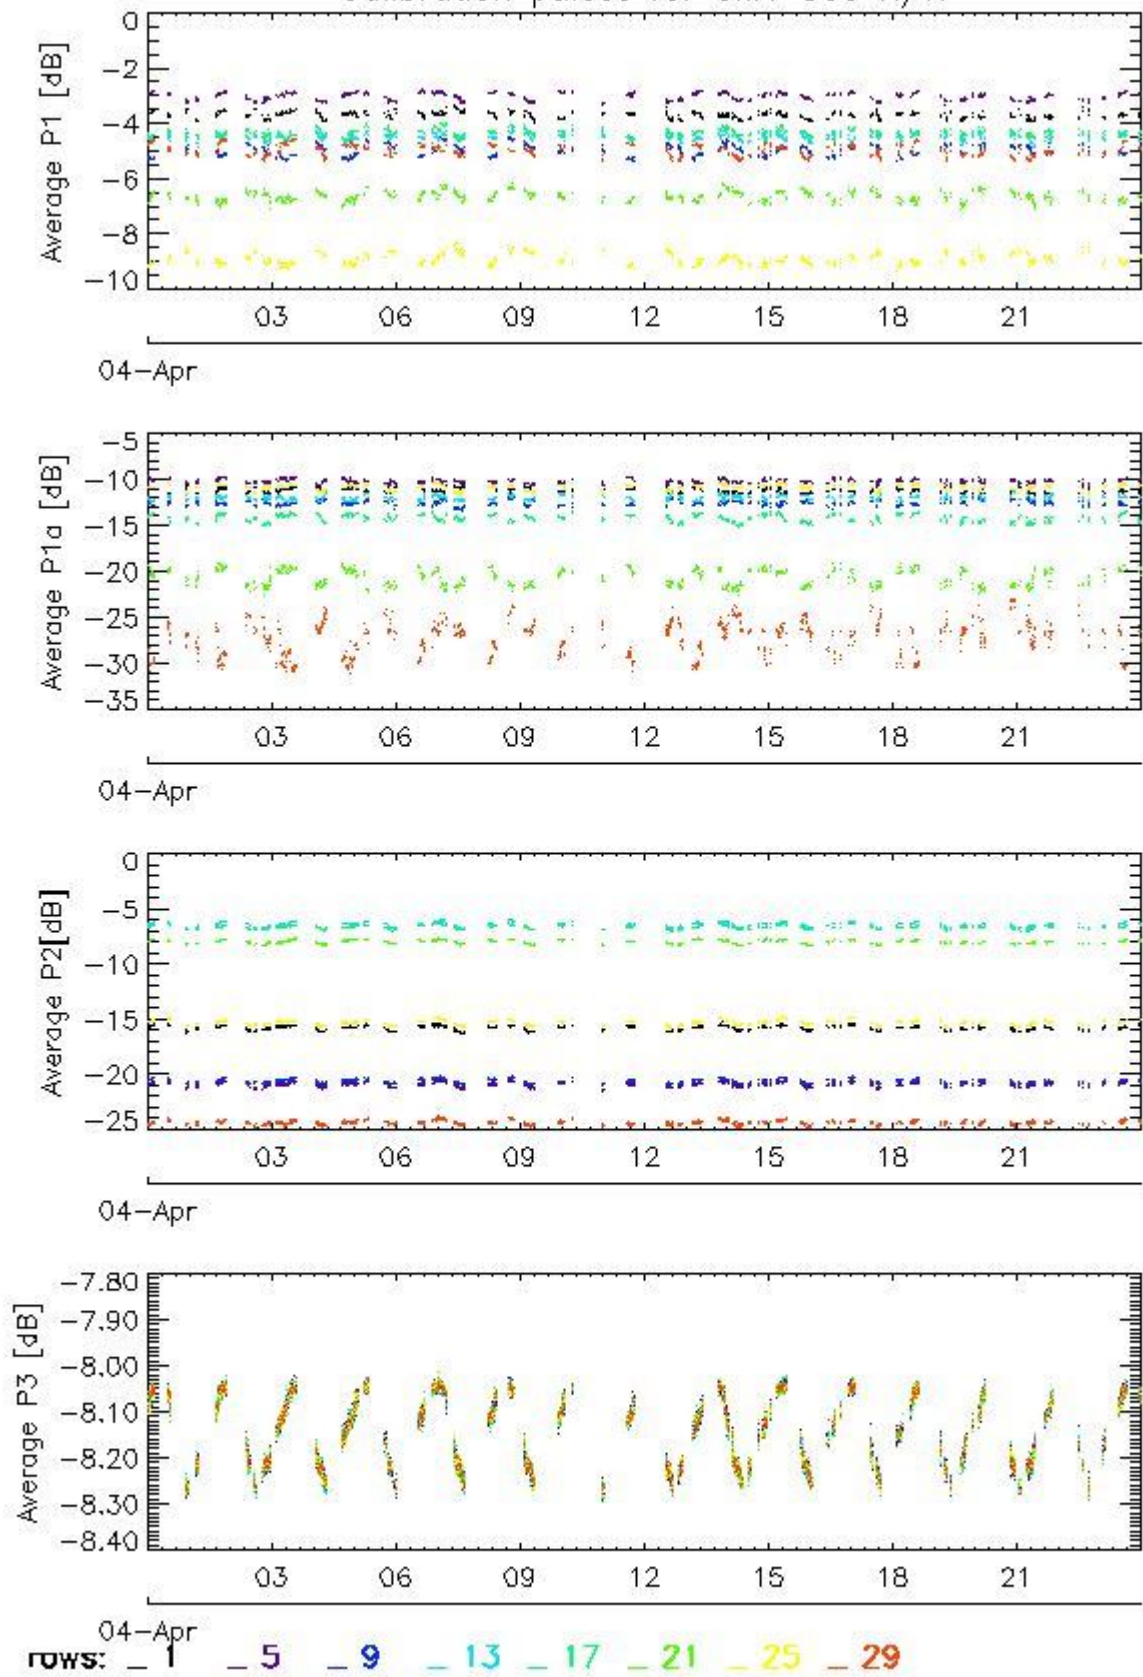 Average P1 [dB]
0
−2
−4
−6
−8
−10
03 06 09 12 15 18 21
04-Apr
Average P1a [dB]
−5
−10
−15
−20
−25
−30
−35
03 06 09 12 15 18 21
04-Apr
Average P2[dB]
0
−5
−10
−15
−20
−25
03 06 09 12 15 18 21
04-Apr
Average P3 [dB]
−7.80
−7.90
−8.00
−8.10
−8.20
−8.30
−8.40
03 06 09 12 15 18 21
04-Apr
rows: _ 1 _ 5 _ 9 _ 13 _ 17 _ 21 _ 25 _ 29